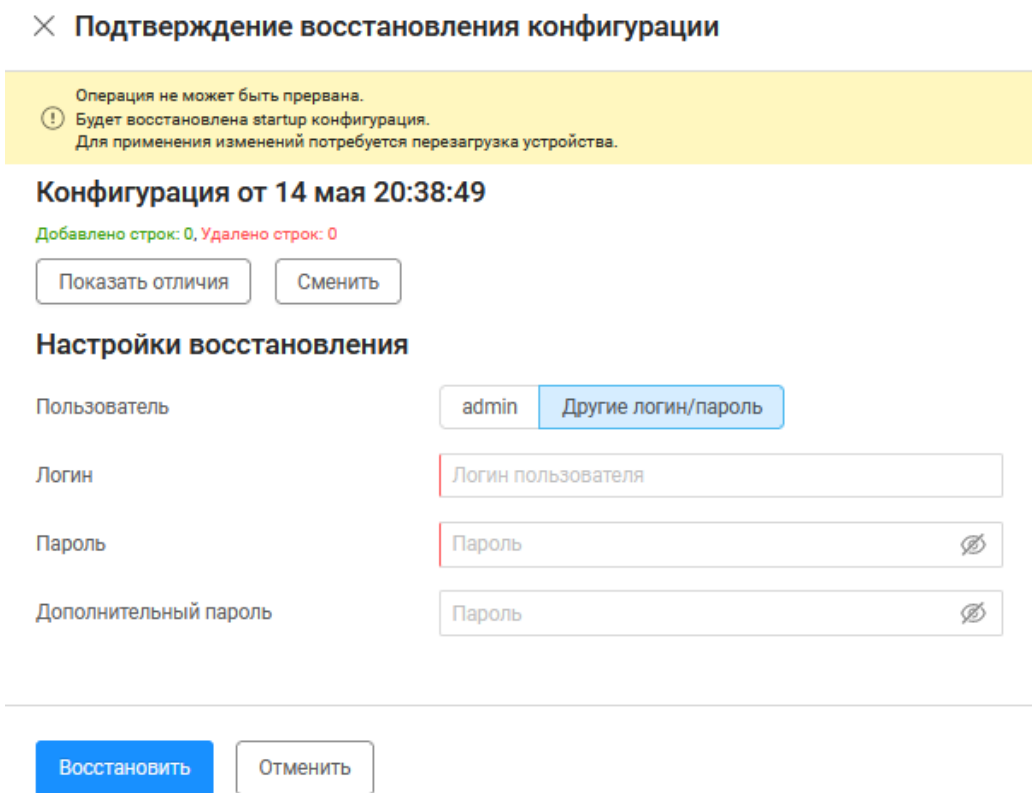 Подтверждение восстановления конфигурации
Операция не может быть прервана.
Будет восстановлена startup конфигурация.
Для применения изменений потребуется перезагрузка устройства.
Конфигурация от 14 мая 20:38:49
Добавлено строк: 0, Удалено строк: 0
Показать отличия Сменить
Настройки восстановления
Пользователь admin Другие логин/пароль
Логин Логин пользователя
Пароль Пароль
Дополнительный пароль Пароль
Восстановить Отменить